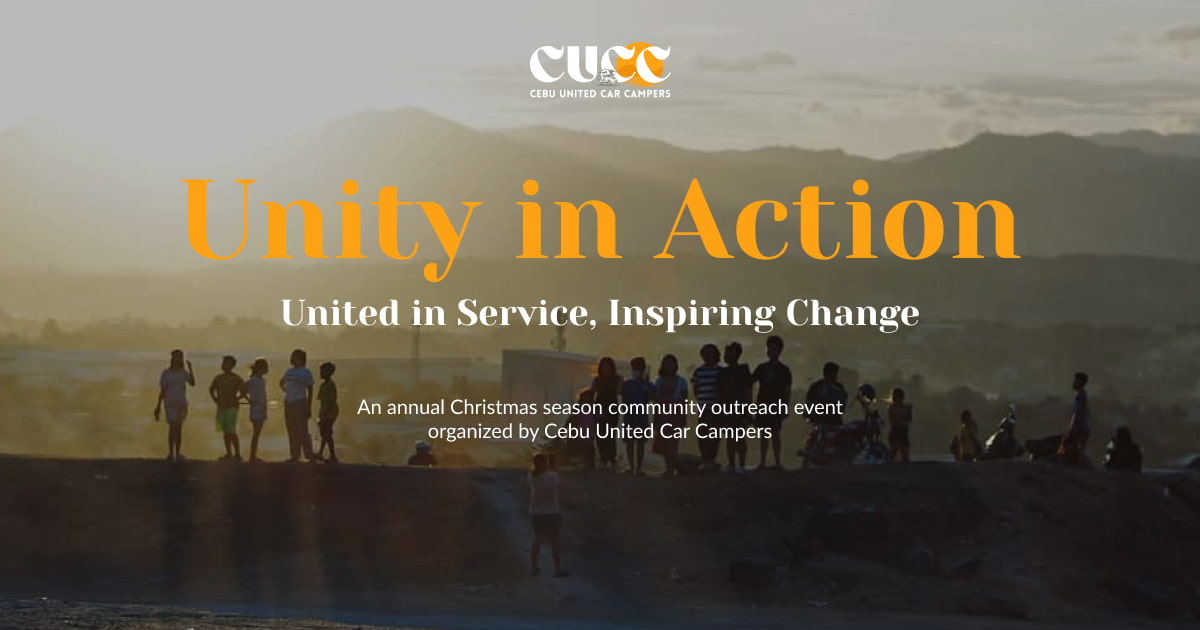 CUCC
CEBU UNITED CAR CAMPERS
Unity in Action
United in Service, Inspiring Change
An annual Christmas season community outreach event
organized by Cebu United Car Campers